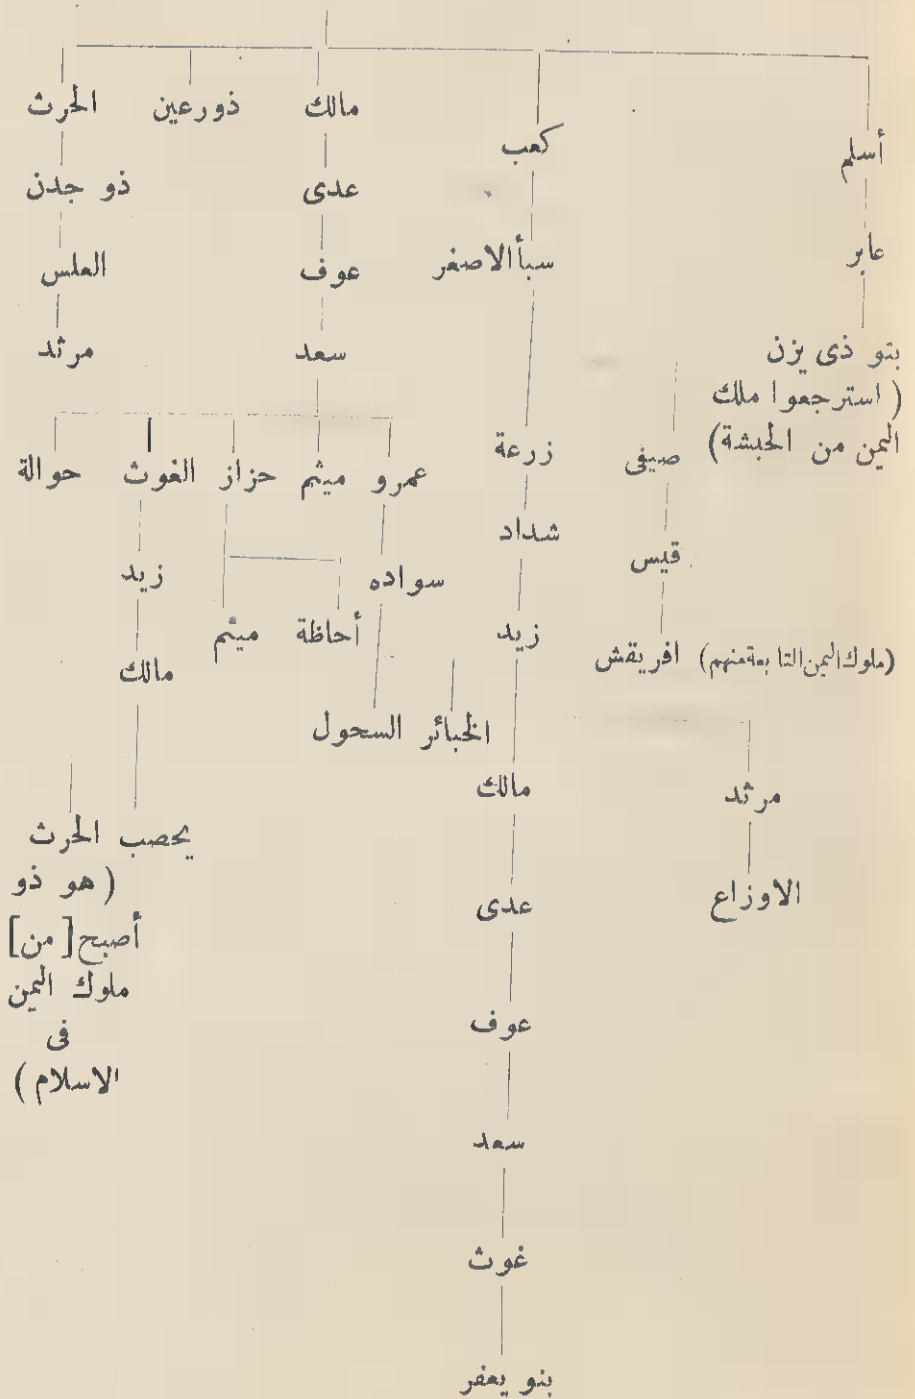 مالك ذورعين الحرث
كعب أسلم
عدى ذو جدن
عابر سبأ الاصغر عوف العلس
بنو ذى يزن سعد مرثد
(استرجعوا ملك
اليمن من الحبشة)
صيفى زرعة عمرو ميثم حزاز الغوث حوالة
شداد
قيس سواده زيد
(ملوك اليمن التابعة منهم) افريقش زيد أحاظة ميثم
مالك
الخبائر السحول
مرثد مالك
يحصب الحرث
(هو ذو
الاوزاع عدى
أصبح [من]
ملوك اليمن
عوف فى
الاسلام)
سعد
غوث
بنو يعفر